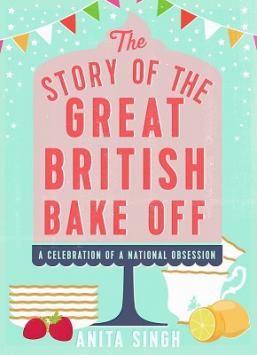 The
STORY OF THE
GREAT
BRITISH
BAKE OFF
A CELEBRATION OF A NATIONAL OBSESSION
ANITA SINGH